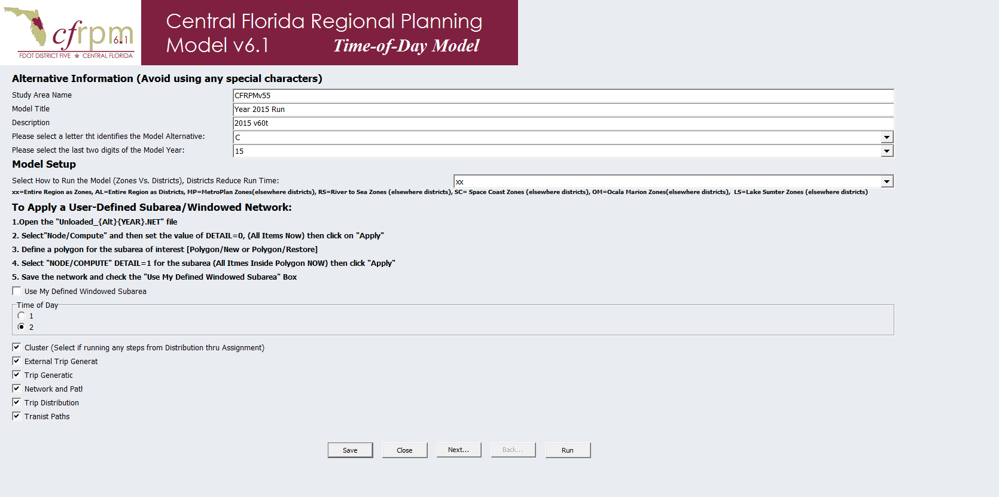 cfrpm 6.1
FDOT DISTRICT FIVE ★ CENTRAL FLORIDA
Central Florida Regional Planning
Model v6.1 Time-of-Day Model
Alternative Information (Avoid using any special characters)
Study Area Name CFRPMv55
Model Title Year 2015 Run
Description 2015 v60t
Please select a letter tht identifies the Model Alternative: C
Please select the last two digits of the Model Year: 15
Model Setup
Select How to Run the Model (Zones Vs. Districts), Districts Reduce Run Time: xx
xx=Entire Region as Zones, AL=Entire Region as Districts, MP=MetroPlan Zones(elsewhere districts), RS=River to Sea Zones (elsewhere districts), SC= Space Coast Zones (elsewhere districts), OM=Ocala Marion Zones(elsewhere districts), LS=Lake Sumter Zones (elsewhere districts)
To Apply a User-Defined Subarea/Windowed Network:
1.Open the "Unloaded_{Alt}{YEAR}.NET" file
2. Select"Node/Compute" and then set the value of DETAIL=0, (All Items Now) then click on "Apply"
3. Define a polygon for the subarea of interest [Polygon/New or Polygon/Restore]
4. Select "NODE/COMPUTE" DETAIL=1 for the subarea (All Itmes Inside Polygon NOW) then click "Apply"
5. Save the network and check the "Use My Defined Windowed Subarea" Box
Use My Defined Windowed Subarea
Time of Day
1
2
Cluster (Select if running any steps from Distribution thru Assignment)
External Trip Generat
Trip Generatic
Network and Patl
Trip Distribution
Tranist Paths
Save Close Next... Back... Run